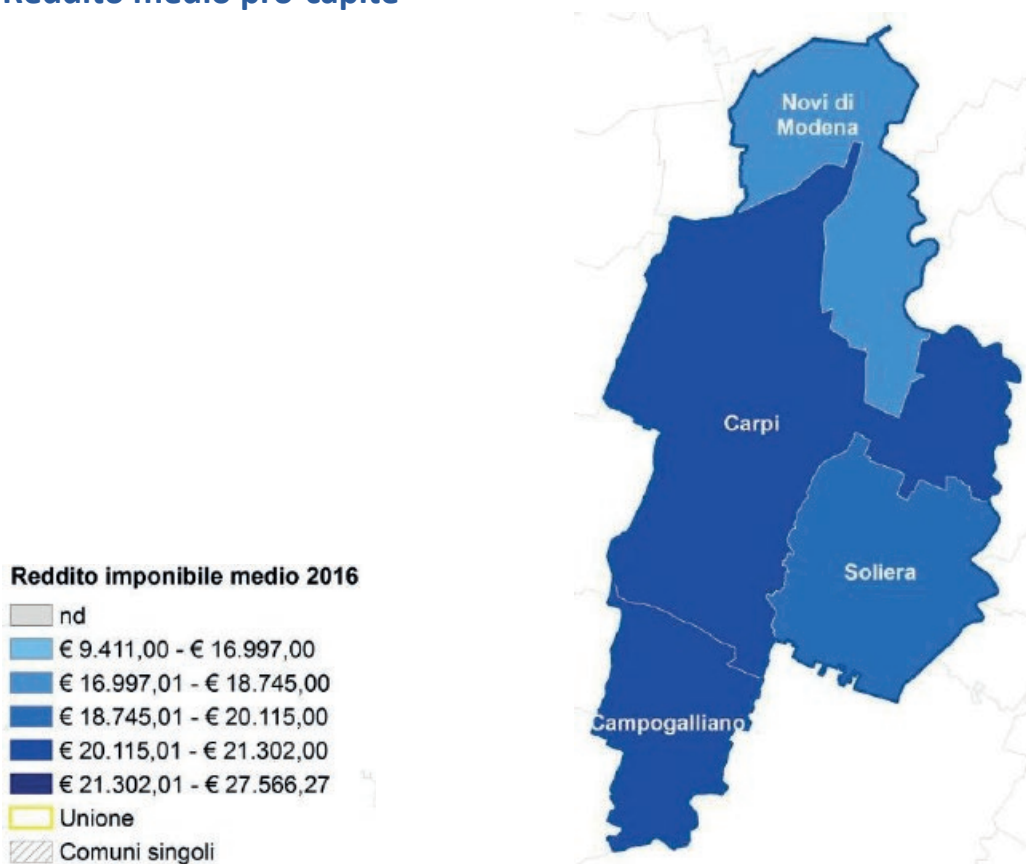 Reddito medio pro-capite
Novi di
Modena
Carpi
Soliera
Campogalliano
Reddito imponibile medio 2016
nd
€ 9.411,00 - € 16.997,00
€ 16.997,01 - € 18.745,00
€ 18.745,01 - € 20.115,00
€ 20.115,01 - € 21.302,00
€ 21.302,01 - € 27.566,27
Unione
Comuni singoli